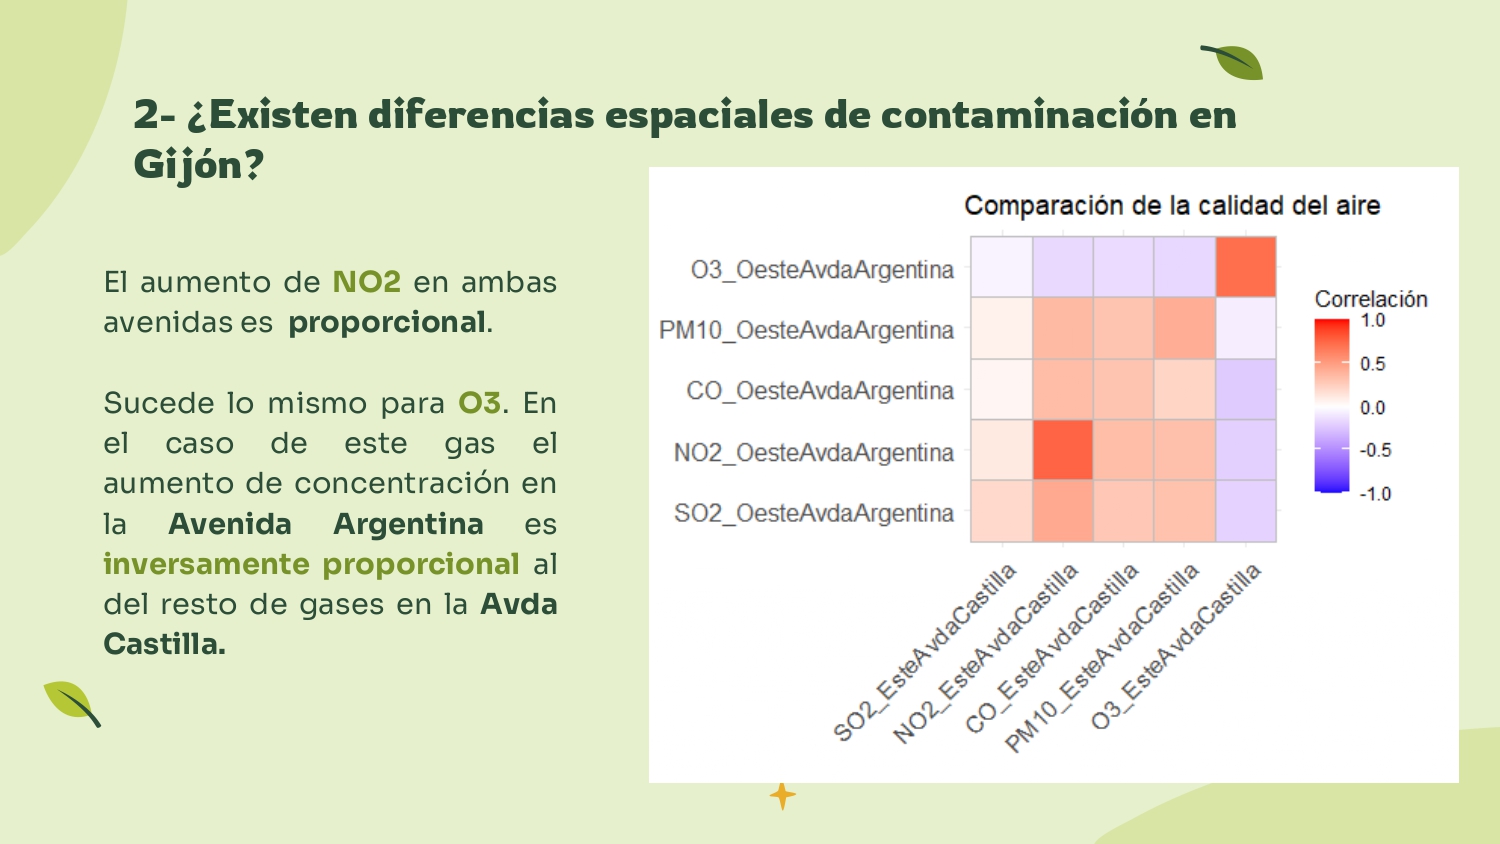 2- ¿Existen diferencias espaciales de contaminación en
Gijón?
El aumento de NO2 en ambas
avenidas es proporcional.
Sucede lo mismo para O3. En
el caso de este gas el
aumento de concentración en
la Avenida Argentina es
inversamente proporcional al
del resto de gases en la Avda
Castilla.
Comparación de la calidad del aire
O3_OesteAvdaArgentina
PM10_OesteAvdaArgentina
CO_OesteAvdaArgentina
NO2_OesteAvdaArgentina
SO2_OesteAvdaArgentina
SO2_EsteAvdaCastilla
NO2_EsteAvdaCastilla
CO_EsteAvdaCastilla
PM10_EsteAvdaCastilla
O3_EsteAvdaCastilla
Correlación
1.0
0.5
0.0
-0.5
-1.0